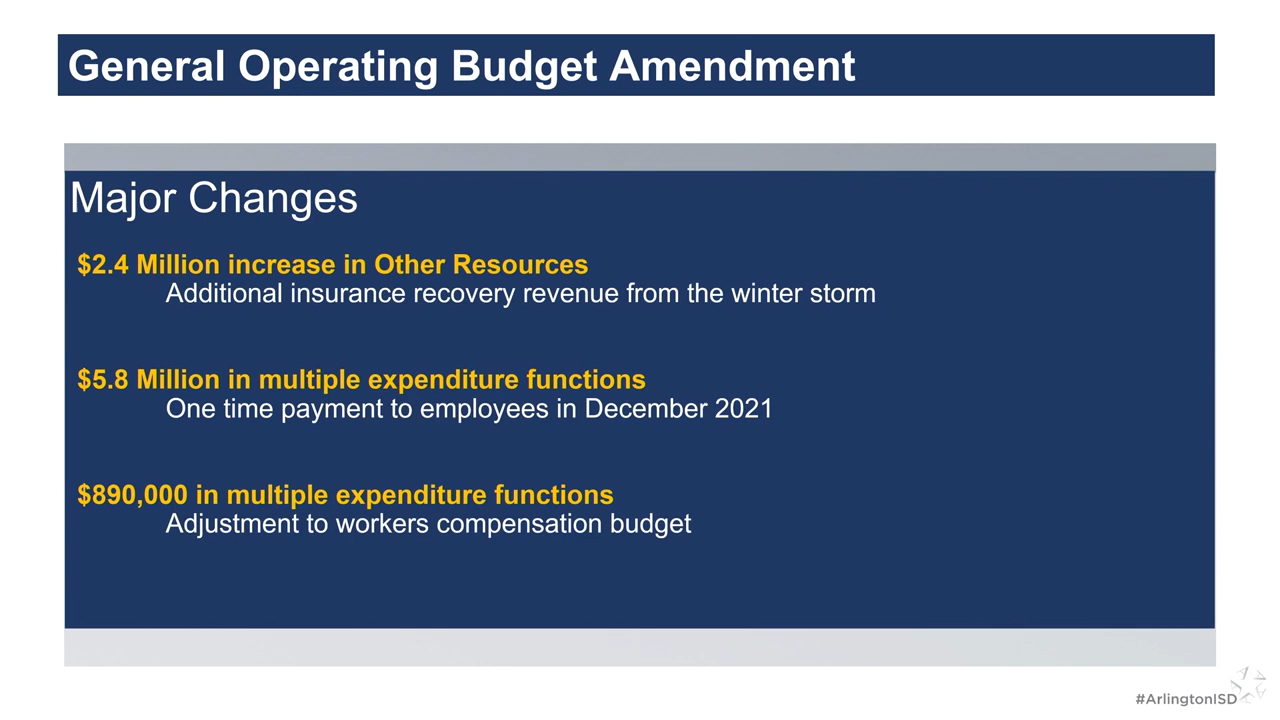 General Operating Budget Amendment
Major Changes
$2.4 Million increase in Other Resources
Additional insurance recovery revenue from the winter storm
$5.8 Million in multiple expenditure functions
One time payment to employees in December 2021
$890,000 in multiple expenditure functions
Adjustment to workers compensation budget
#ArlingtonISD